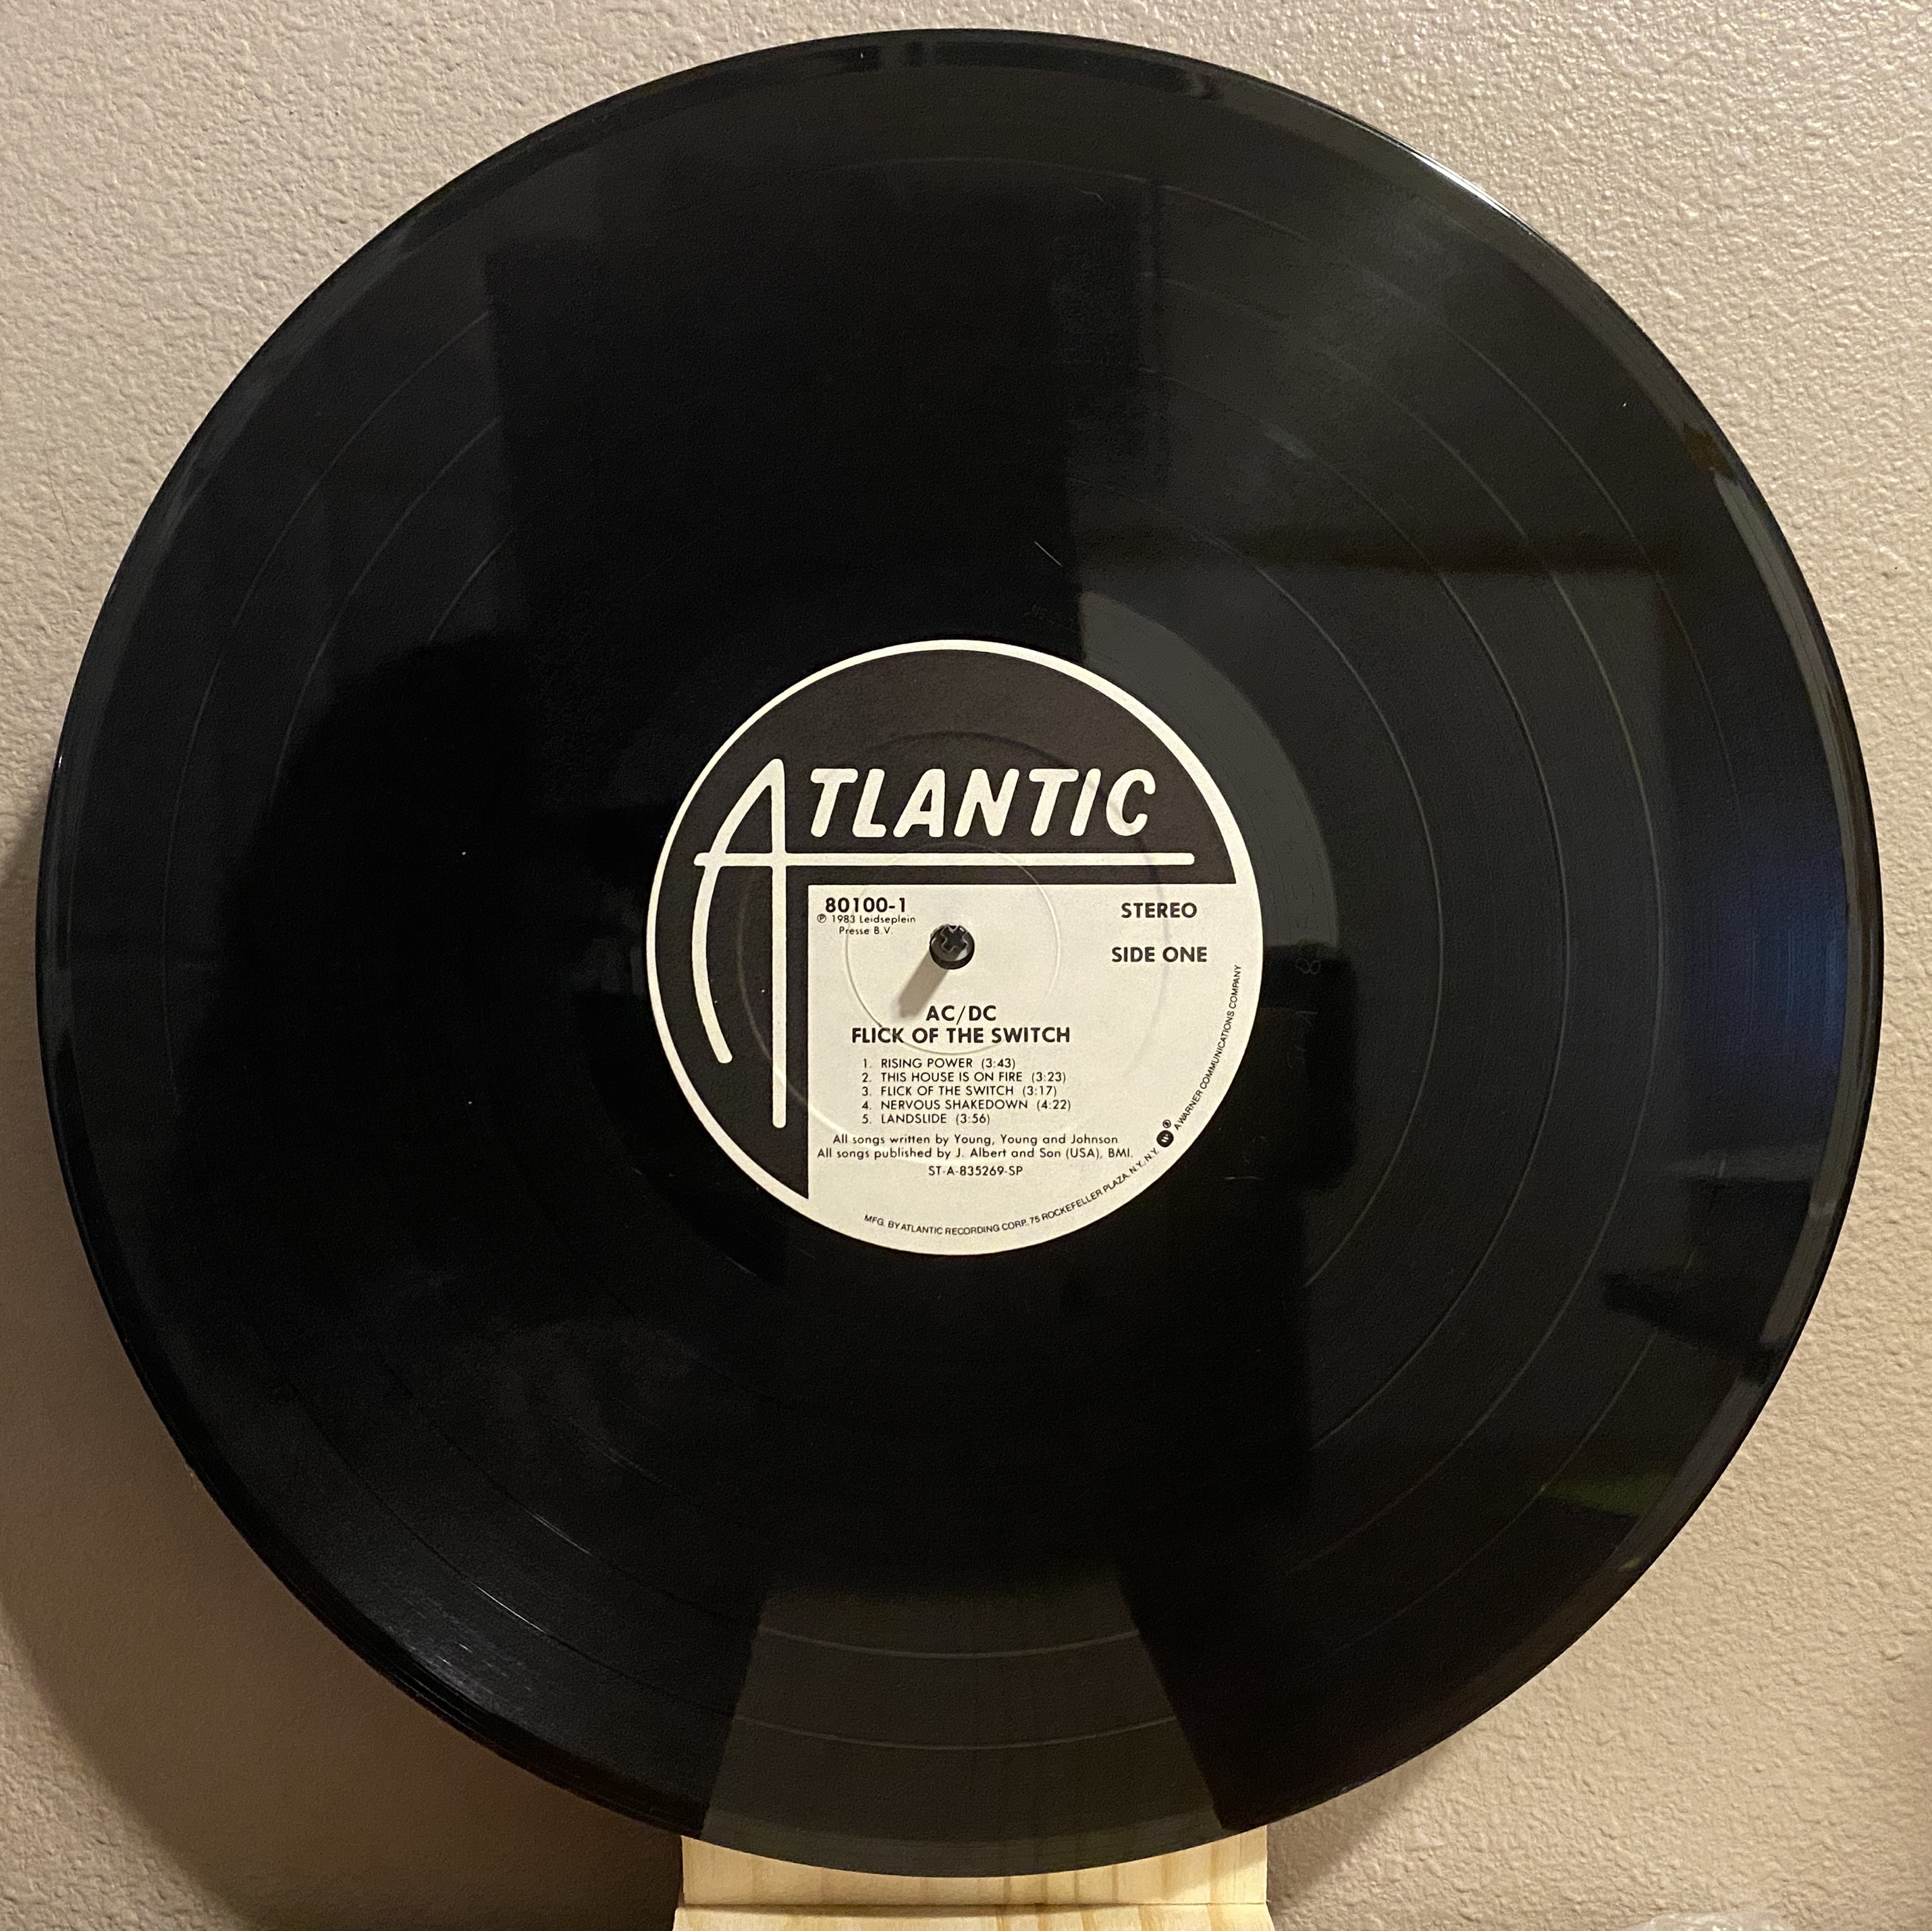 ATLANTIC
80100-1
℗ 1983 Leidseplein
Presse B.V.
STEREO
SIDE ONE
AC/DC
FLICK OF THE SWITCH
1. RISING POWER (3:43)
2. THIS HOUSE IS ON FIRE (3:23)
3. FLICK OF THE SWITCH (3:17)
4. NERVOUS SHAKEDOWN (4:22)
5. LANDSLIDE (3:56)
All songs written by Young, Young and Johnson
All songs published by J. Albert and Son (USA), BMI.
ST-A-835269-SP
MFG. BY ATLANTIC RECORDING CORP. 75 ROCKEFELLER PLAZA, N.Y., N.Y. ® A WARNER COMMUNICATIONS COMPANY